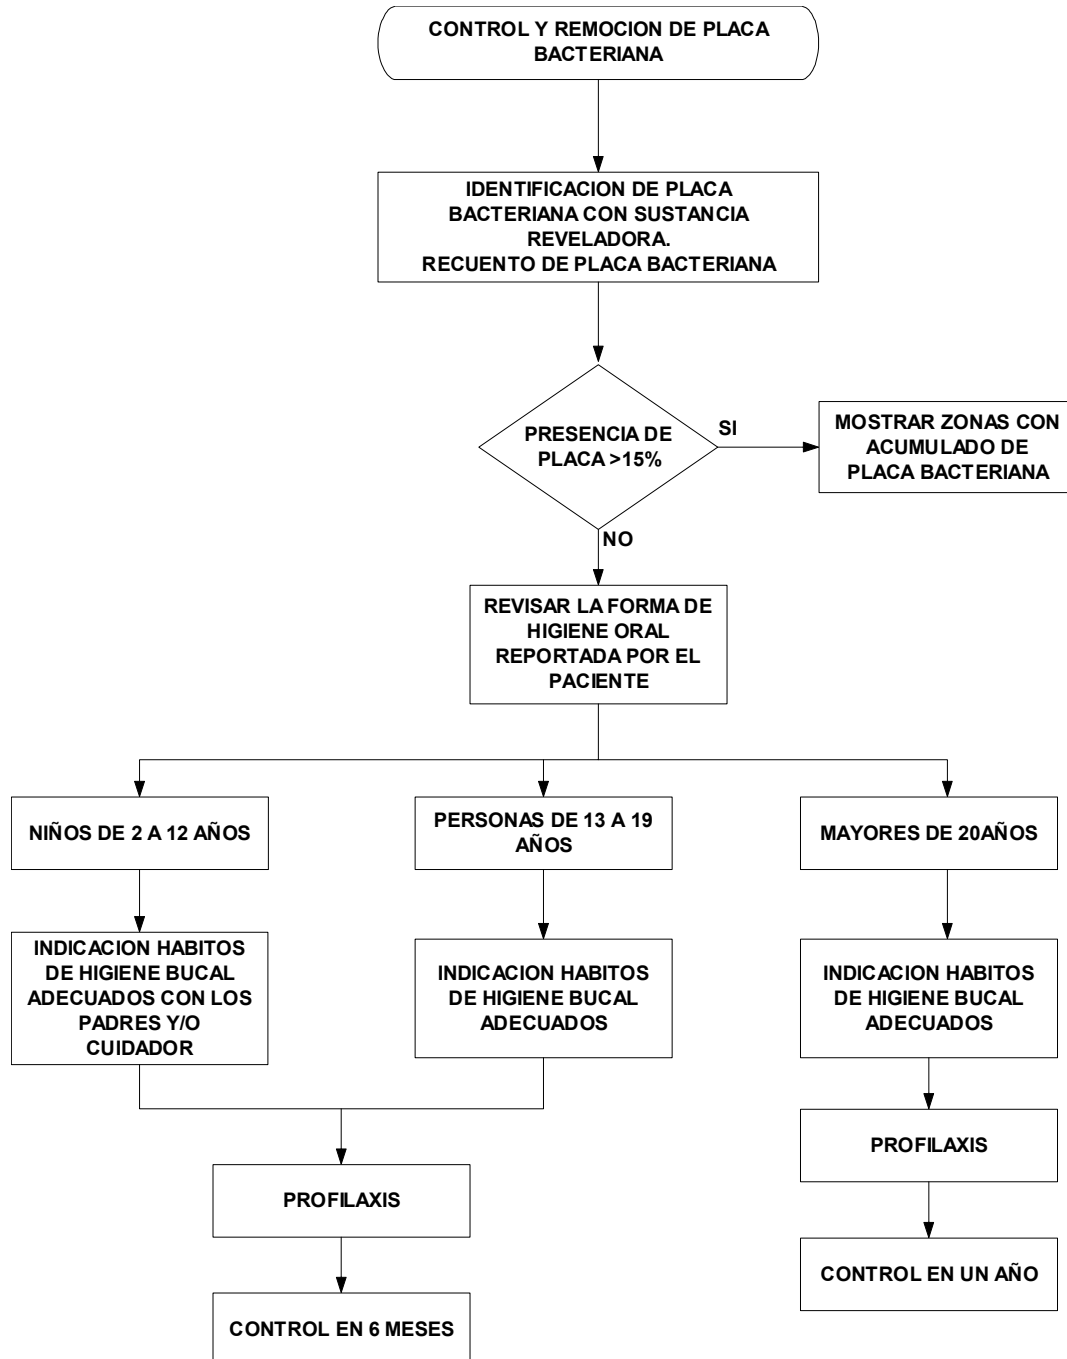 CONTROL Y REMOCION DE PLACA
BACTERIANA
IDENTIFICACION DE PLACA
BACTERIANA CON SUSTANCIA
REVELADORA.
RECUENTO DE PLACA BACTERIANA
PRESENCIA DE
PLACA >15%
SI
MOSTRAR ZONAS CON
ACUMULADO DE
PLACA BACTERIANA
NO
REVISAR LA FORMA DE
HIGIENE ORAL
REPORTADA POR EL
PACIENTE
NIÑOS DE 2 A 12 AÑOS
PERSONAS DE 13 A 19
AÑOS
MAYORES DE 20AÑOS
INDICACION HABITOS
DE HIGIENE BUCAL
ADECUADOS CON LOS
PADRES Y/O
CUIDADOR
INDICACION HABITOS
DE HIGIENE BUCAL
ADECUADOS
INDICACION HABITOS
DE HIGIENE BUCAL
ADECUADOS
PROFILAXIS
PROFILAXIS
CONTROL EN UN AÑO
CONTROL EN 6 MESES